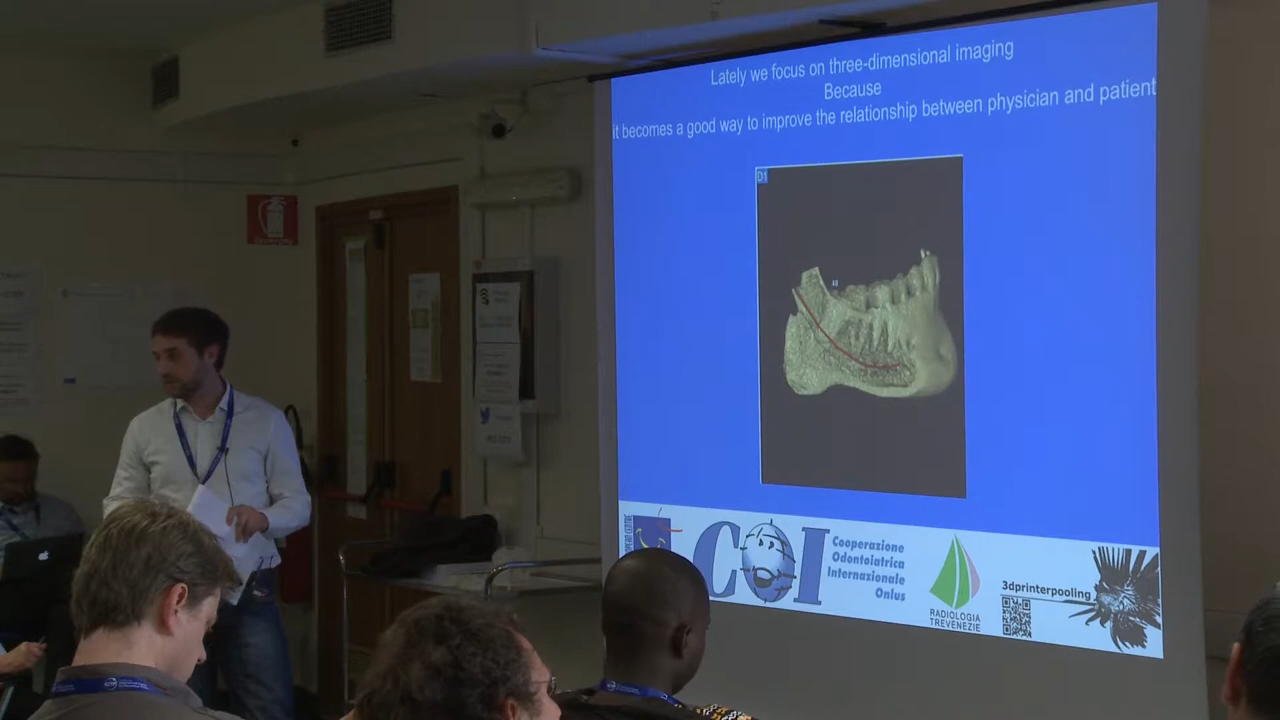 Lately we focus on three-dimensional imaging
Because
it becomes a good way to improve the relationship between physician and patient
D1
48
COI
Cooperazione
Odontoiatrica
Internazionale
Onlus
RADIOLOGIA
TREVENEZIE
3dprinterpooling